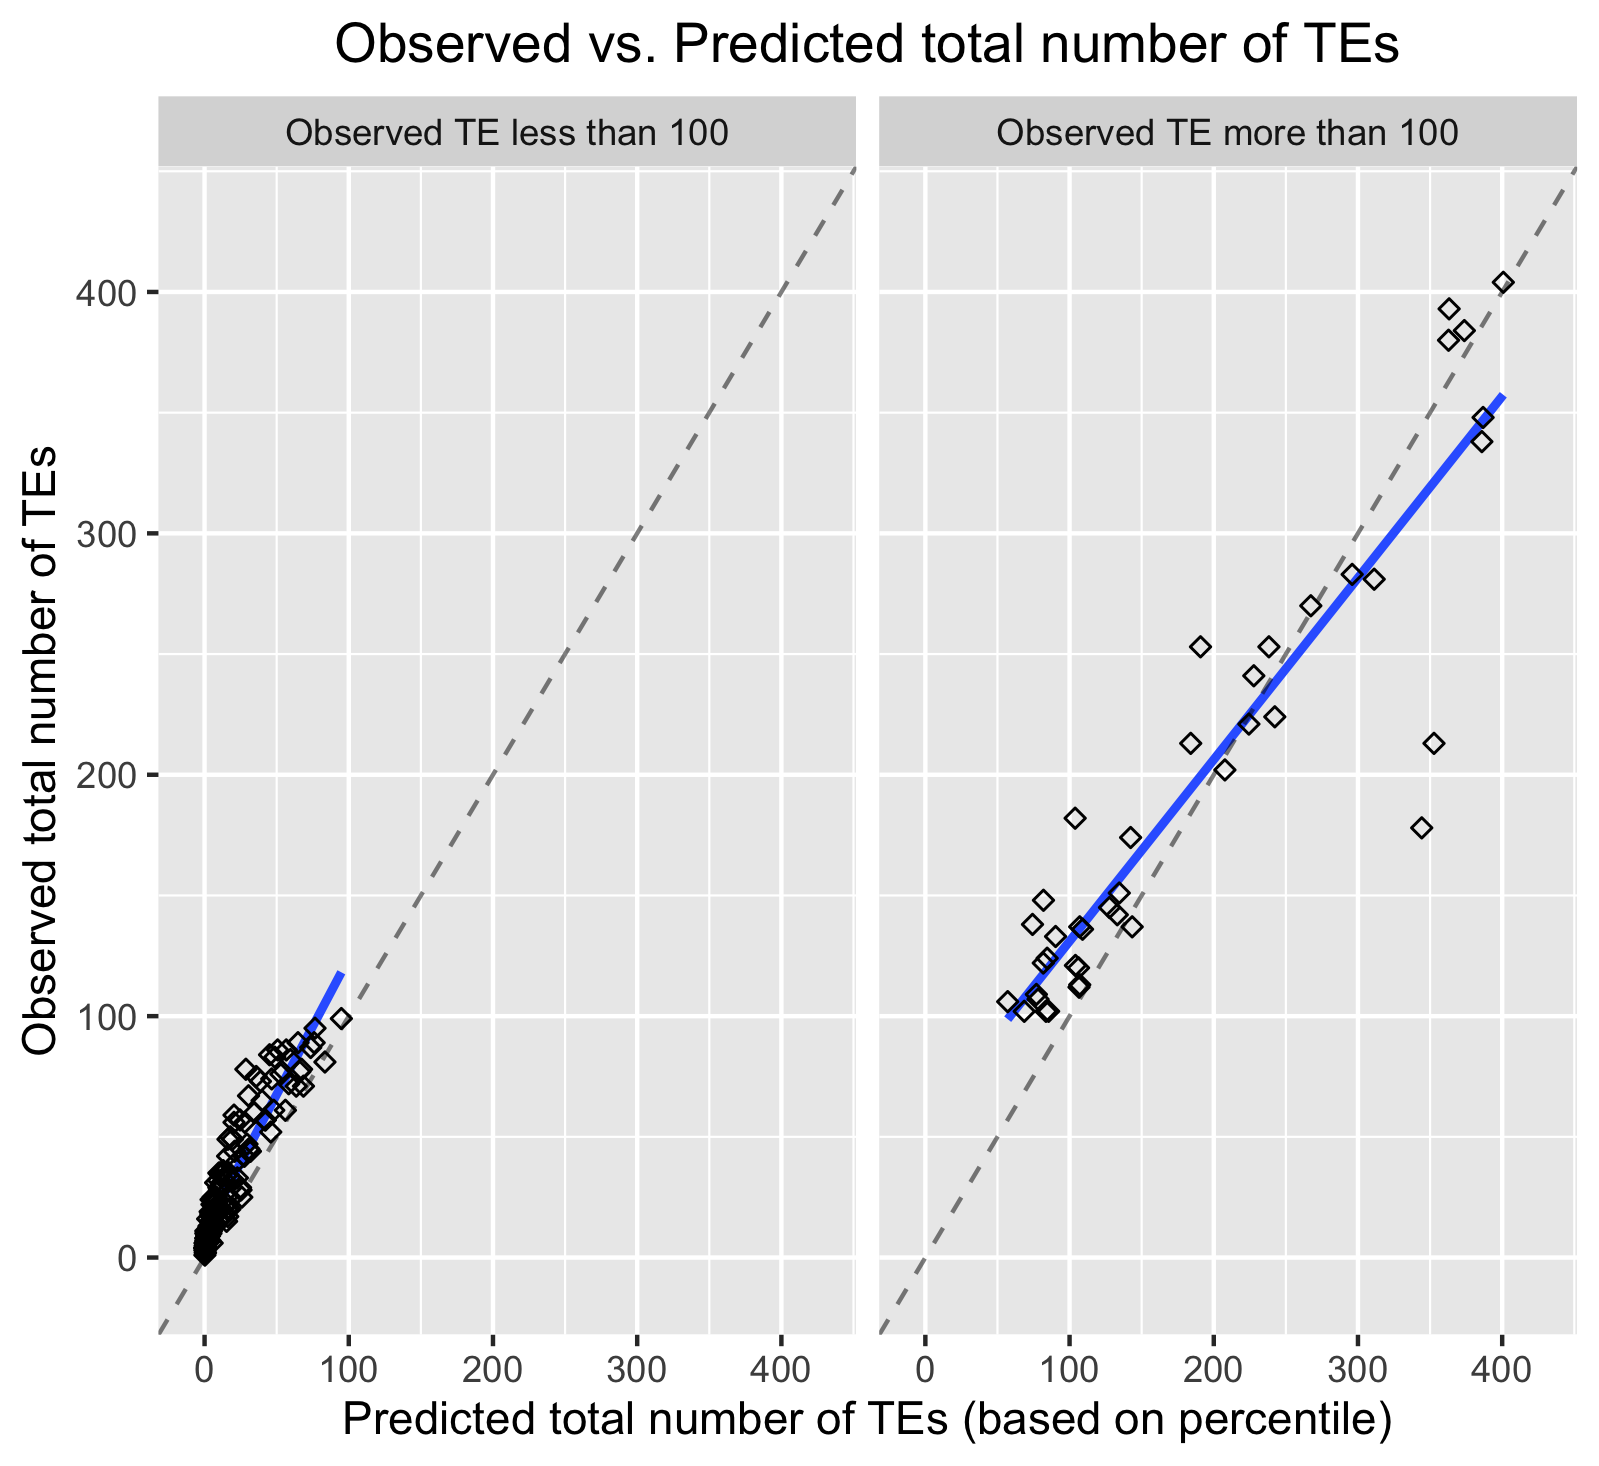 Observed vs. Predicted total number of TEs
Observed TE less than 100
Observed TE more than 100
Observed total number of TEs
400
300
200
100
0
0 100 200 300 400
0 100 200 300 400
Predicted total number of TEs (based on percentile)